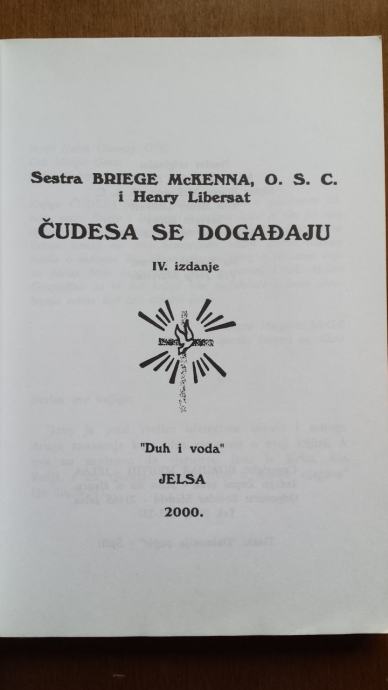 Sestra BRIEGE McKENNA, O. S. C.
i Henry Libersat
ČUDESA SE DOGAĐAJU
IV. izdanje
"Duh i voda"
JELSA
2000.